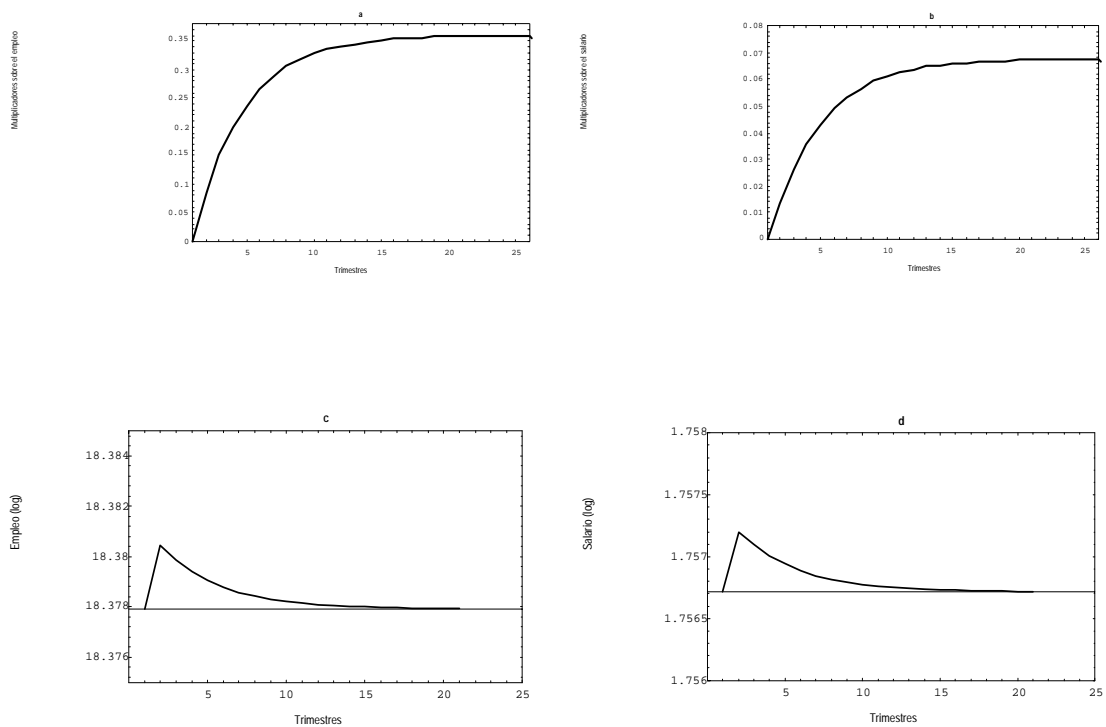 a
Multiplicadores sobre el empleo
0.35
0.3
0.25
0.2
0.15
0.1
0.05
0
5 10 15 20 25
Trimestres
b
Multiplicadores sobre el salario
0.08
0.07
0.06
0.05
0.04
0.03
0.02
0.01
0
5 10 15 20 25
Trimestres
c
Empleo (log)
18.384
18.382
18.38
18.378
18.376
5 10 15 20 25
Trimestres
d
Salario (log)
1.758
1.7575
1.757
1.7565
1.756
5 10 15 20 25
Trimestres